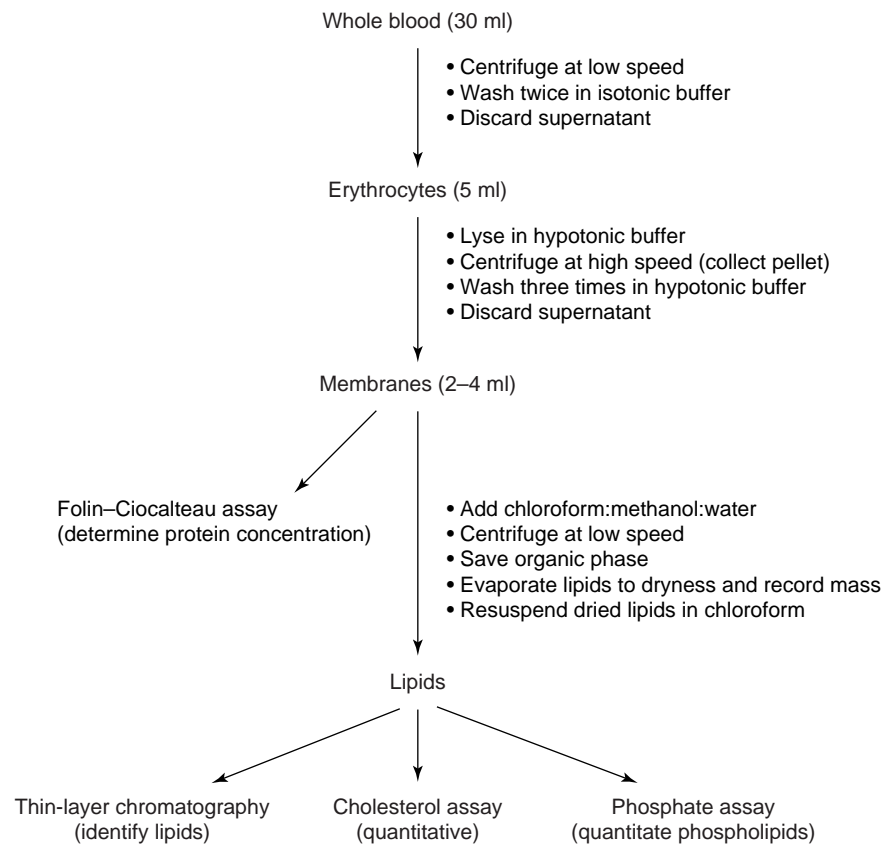 Whole blood (30 ml)
• Centrifuge at low speed
• Wash twice in isotonic buffer
• Discard supernatant
Erythrocytes (5 ml)
• Lyse in hypotonic buffer
• Centrifuge at high speed (collect pellet)
• Wash three times in hypotonic buffer
• Discard supernatant
Membranes (2–4 ml)
Folin–Ciocalteau assay
(determine protein concentration)
• Add chloroform:methanol:water
• Centrifuge at low speed
• Save organic phase
• Evaporate lipids to dryness and record mass
• Resuspend dried lipids in chloroform
Lipids
Thin-layer chromatography
(identify lipids)
Cholesterol assay
(quantitative)
Phosphate assay
(quantitate phospholipids)